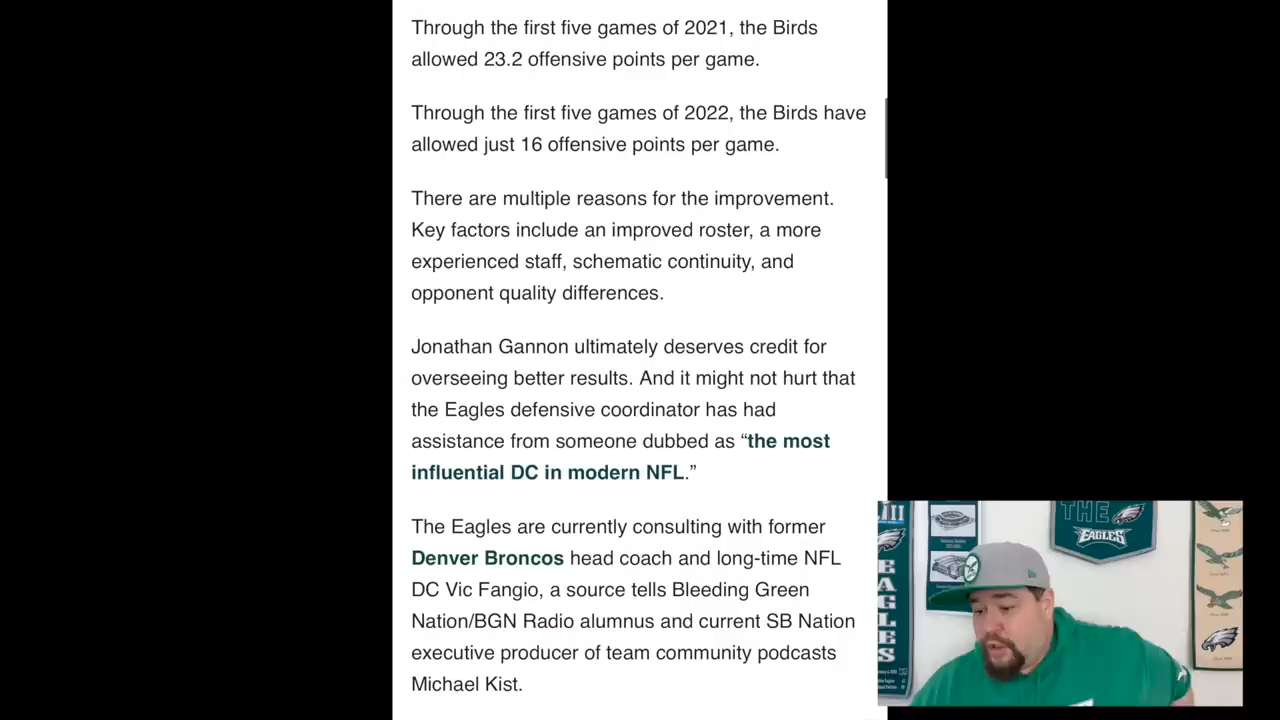 Through the first five games of 2021, the Birds
allowed 23.2 offensive points per game.
Through the first five games of 2022, the Birds have
allowed just 16 offensive points per game.
There are multiple reasons for the improvement.
Key factors include an improved roster, a more
experienced staff, schematic continuity, and
opponent quality differences.
Jonathan Gannon ultimately deserves credit for
overseeing better results. And it might not hurt that
the Eagles defensive coordinator has had
assistance from someone dubbed as “the most
influential DC in modern NFL.”
The Eagles are currently consulting with former
Denver Broncos head coach and long-time NFL
DC Vic Fangio, a source tells Bleeding Green
Nation/BGN Radio alumnus and current SB Nation
executive producer of team community podcasts
Michael Kist.
LIII
EAGLES
THE
EAGLES